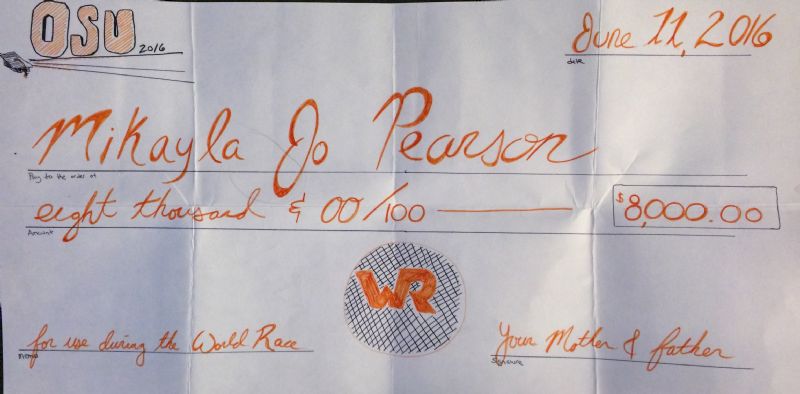 OSU 2016
June 11, 2016
date
Mikayla Jo Pearson
Pay to the order of
eight thousand & 00/100
$8,000.00
Amount
WR
for use during the World Race
Memo
Your Mother & father
signature